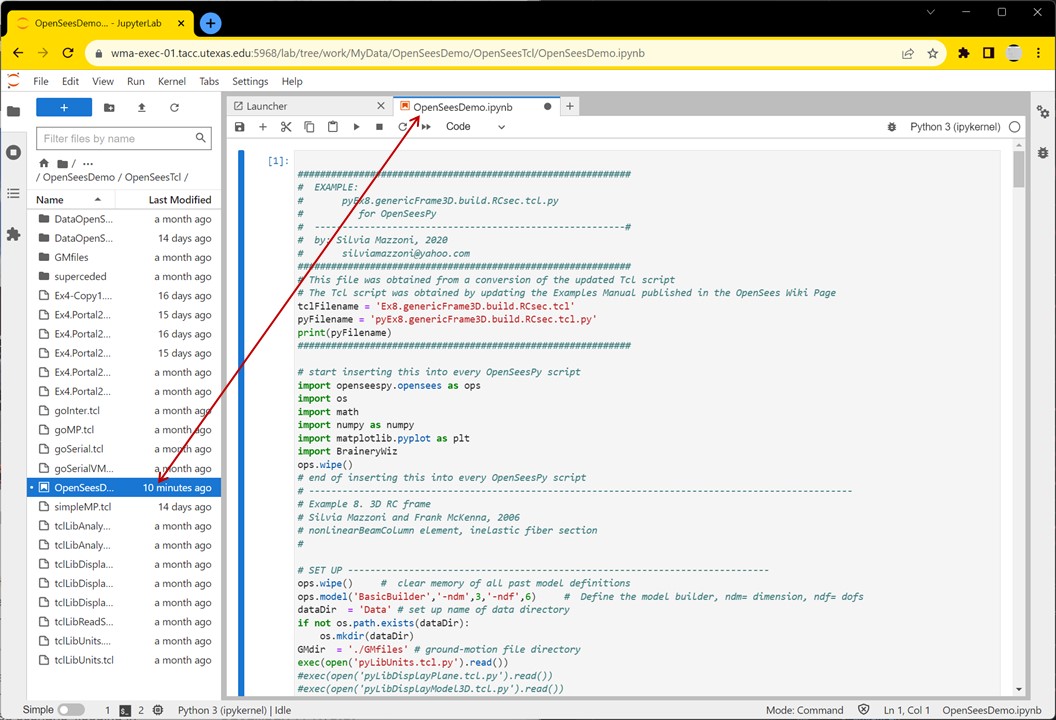 OpenSeesDemo... - JupyterLab
wma-exec-01.tacc.utexas.edu:5968/lab/tree/work/MyData/OpenSeesDemo/OpenSeesTcl/OpenSeesDemo.ipynb
File Edit View Run Kernel Tabs Settings Help
Launcher
OpenSeesDemo.ipynb
Code
Python 3 (ipykernel)
Filter files by name
/ ...
/ OpenSeesDemo / OpenSeesTcl /
Name Last Modified
DataOpenS... a month ago
DataOpenS... 14 days ago
GMfiles a month ago
superceded a month ago
Ex4-Copy1.... 16 days ago
Ex4.Portal2... 15 days ago
Ex4.Portal2... 16 days ago
Ex4.Portal2... 15 days ago
Ex4.Portal2... a month ago
Ex4.Portal2... a month ago
goInter.tcl a month ago
goMP.tcl a month ago
goSerial.tcl a month ago
goSerialVM... a month ago
OpenSeesD... 10 minutes ago
simpleMP.tcl 14 days ago
tclLibAnaly... a month ago
tclLibAnaly... a month ago
tclLibDispla... a month ago
tclLibDispla... a month ago
tclLibDispla... a month ago
tclLibReadS... a month ago
tclLibUnits.... a month ago
tclLibUnits.tcl a month ago
[1]:
############################################################
# EXAMPLE:
# pyEx8.genericFrame3D.build.RCsec.tcl.py
# for OpenSeesPy
# --------------------------------------------------------#
# by: Silvia Mazzoni, 2020
# silviamazzoni@yahoo.com
############################################################
# This file was obtained from a conversion of the updated Tcl script
# The Tcl script was obtained by updating the Examples Manual published in the OpenSees Wiki Page
tclFilename = 'Ex8.genericFrame3D.build.RCsec.tcl'
pyFilename = 'pyEx8.genericFrame3D.build.RCsec.tcl.py'
print(pyFilename)
############################################################
# start inserting this into every OpenSeesPy script
import openseespy.opensees as ops
import os
import math
import numpy as numpy
import matplotlib.pyplot as plt
import BraineryWiz
ops.wipe()
# end of inserting this into every OpenSeesPy script
# --------------------------------------------------------------------------------------------------
# Example 8. 3D RC frame
# Silvia Mazzoni and Frank McKenna, 2006
# nonlinearBeamColumn element, inelastic fiber section
#
# SET UP ----------------------------------------------------------------------------
ops.wipe() # clear memory of all past model definitions
ops.model('BasicBuilder','-ndm',3,'-ndf',6) # Define the model builder, ndm= dimension, ndf= dofs
dataDir = 'Data' # set up name of data directory
if not os.path.exists(dataDir):
os.mkdir(dataDir)
GMdir = './GMfiles' # ground-motion file directory
exec(open('pyLibUnits.tcl.py').read())
#exec(open('pyLibDisplayPlane.tcl.py').read())
#exec(open('pyLibDisplayModel3D.tcl.py').read())
Simple 1 2 Python 3 (ipykernel) | Idle Mode: Command Ln 1, Col 1 OpenSeesDemo.ipynb